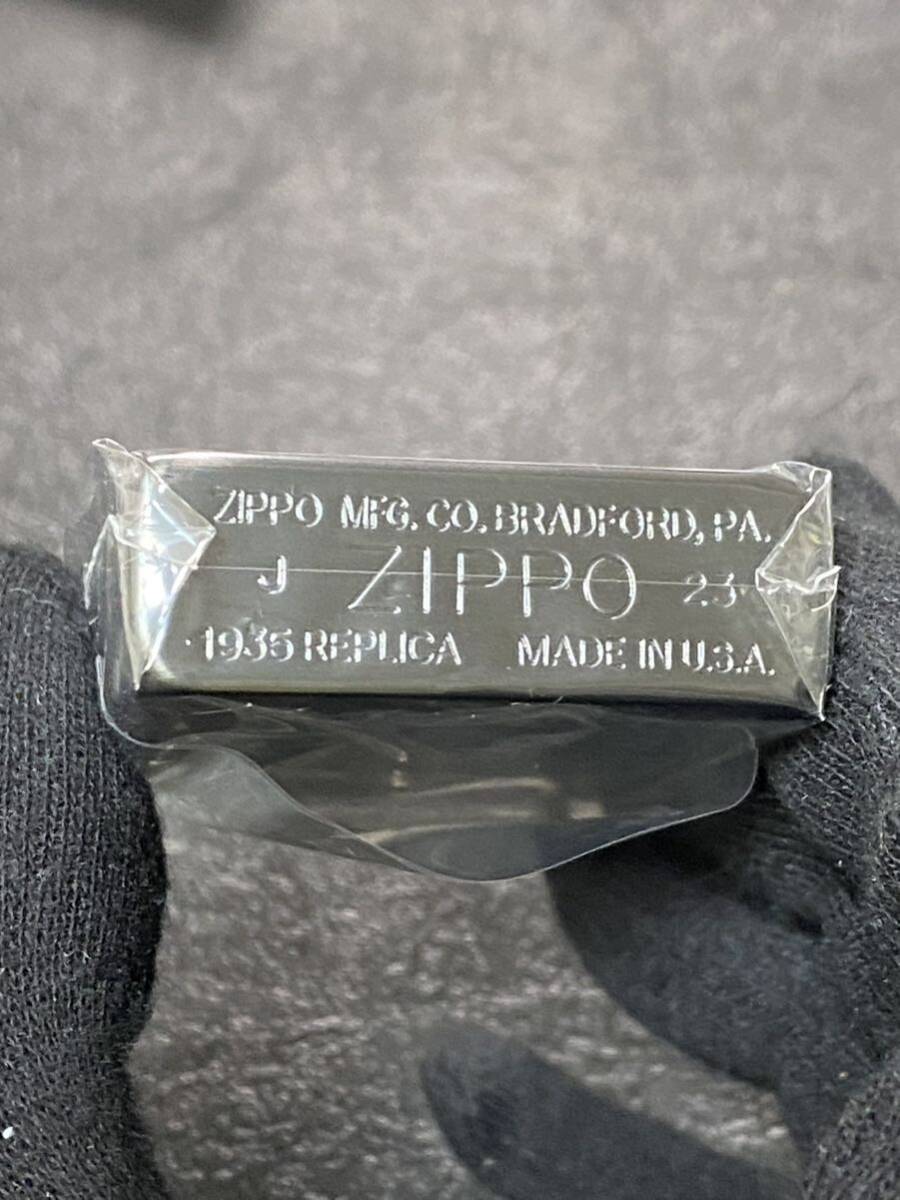 ZIPPO MFG. CO. BRADFORD, PA.
J ZIPPO 23
1935 REPLICA MADE IN U.S.A.